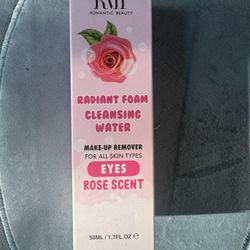 ROMANTIC BEAUTY
RADIANT FOAM
CLEANSING
WATER
MAKE-UP REMOVER
FOR ALL SKIN TYPES
EYES
ROSE SCENT
50ML / 1.7FL.OZ ℮